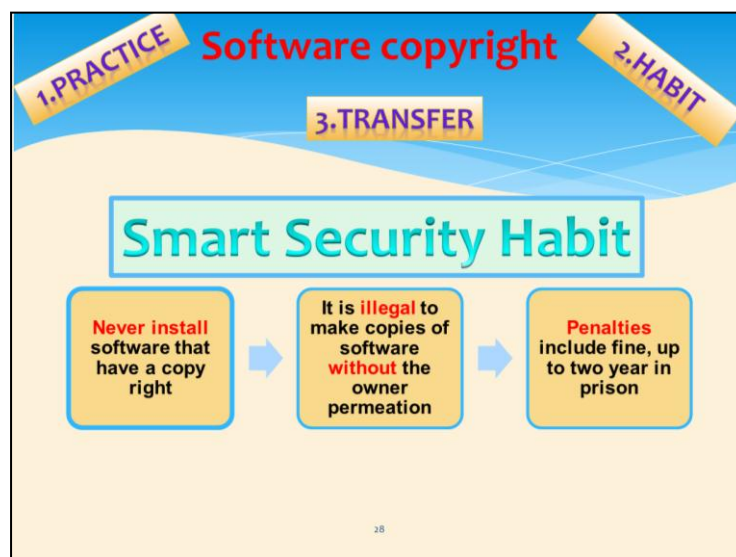 1.PRACTICE
Software copyright
2.HABIT
3.TRANSFER
Smart Security Habit
Never install
software that
have a copy
right
It is illegal to
make copies of
software
without the
owner
permeation
Penalties
include fine, up
to two year in
prison
28